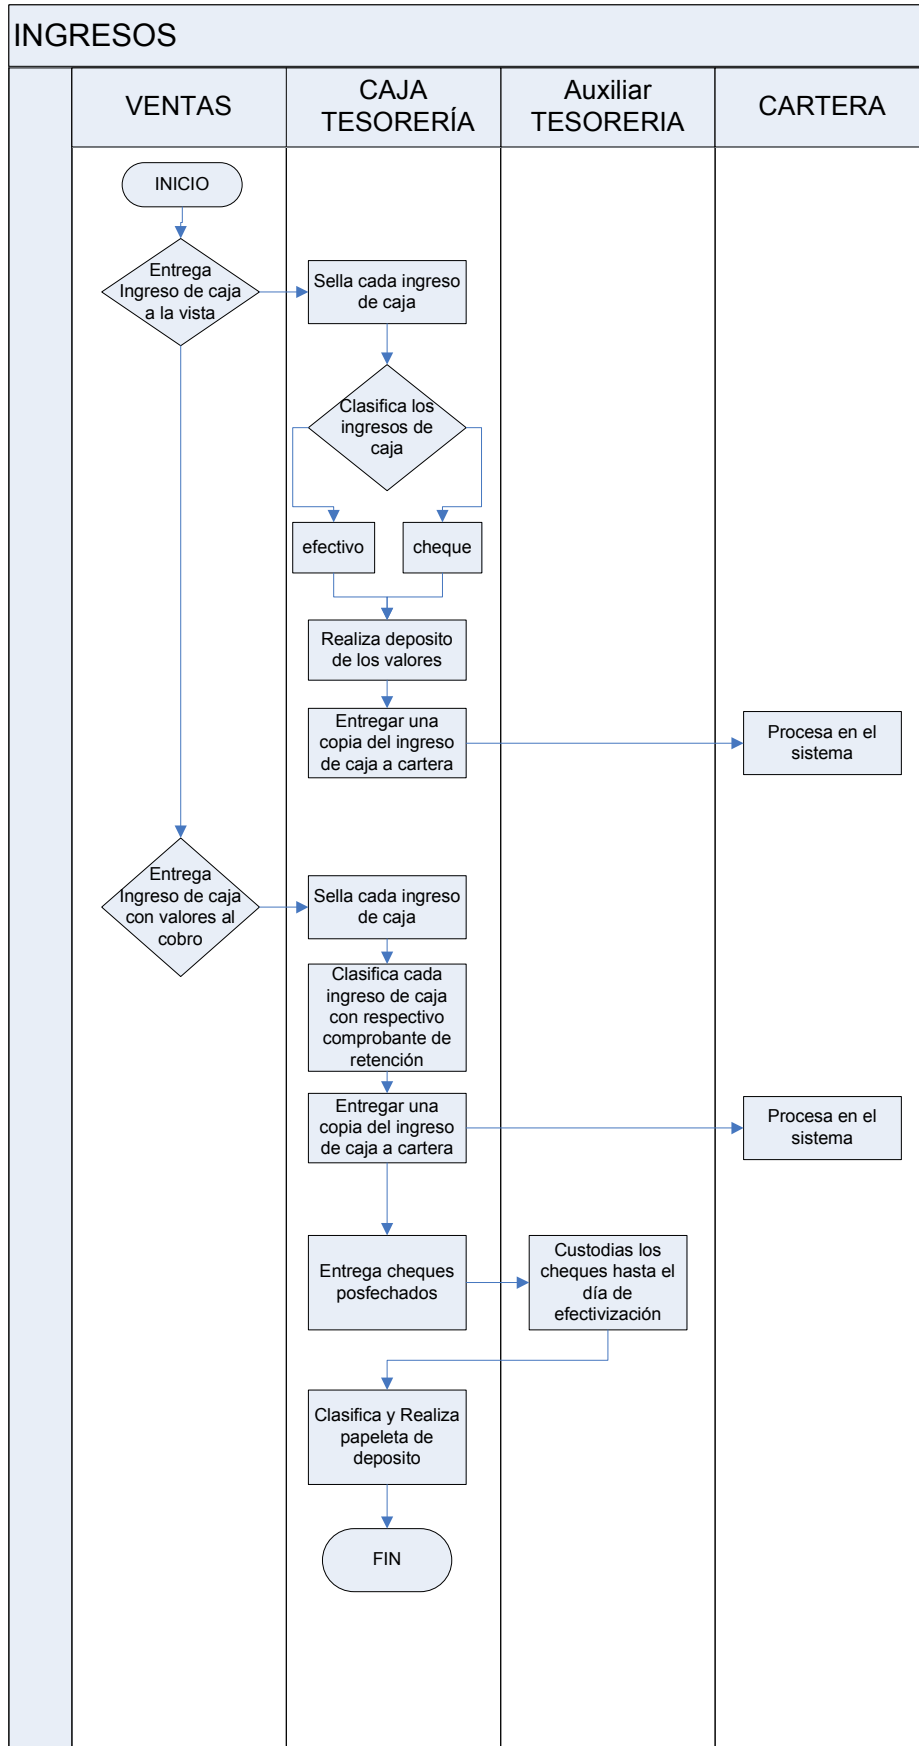 INGRESOS
VENTAS
CAJA
TESORERÍA
Auxiliar
TESORERIA
CARTERA
INICIO
Entrega
Ingreso de caja
a la vista
Sella cada ingreso
de caja
Clasifica los
ingresos de
caja
efectivo
cheque
Realiza deposito
de los valores
Entregar una
copia del ingreso
de caja a cartera
Procesa en el
sistema
Entrega
Ingreso de caja
con valores al
cobro
Sella cada ingreso
de caja
Clasifica cada
ingreso de caja
con respectivo
comprobante de
retención
Entregar una
copia del ingreso
de caja a cartera
Procesa en el
sistema
Entrega cheques
posfechados
Custodias los
cheques hasta el
día de
efectivización
Clasifica y Realiza
papeleta de
deposito
FIN